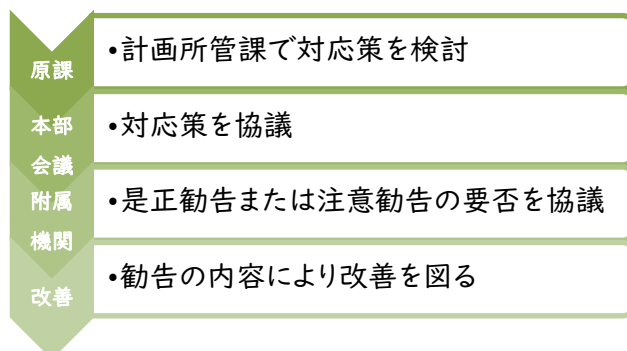 原課
•計画所管課で対応策を検討
本部
会議
•対応策を協議
附属
機関
•是正勧告または注意勧告の要否を協議
改善
•勧告の内容により改善を図る